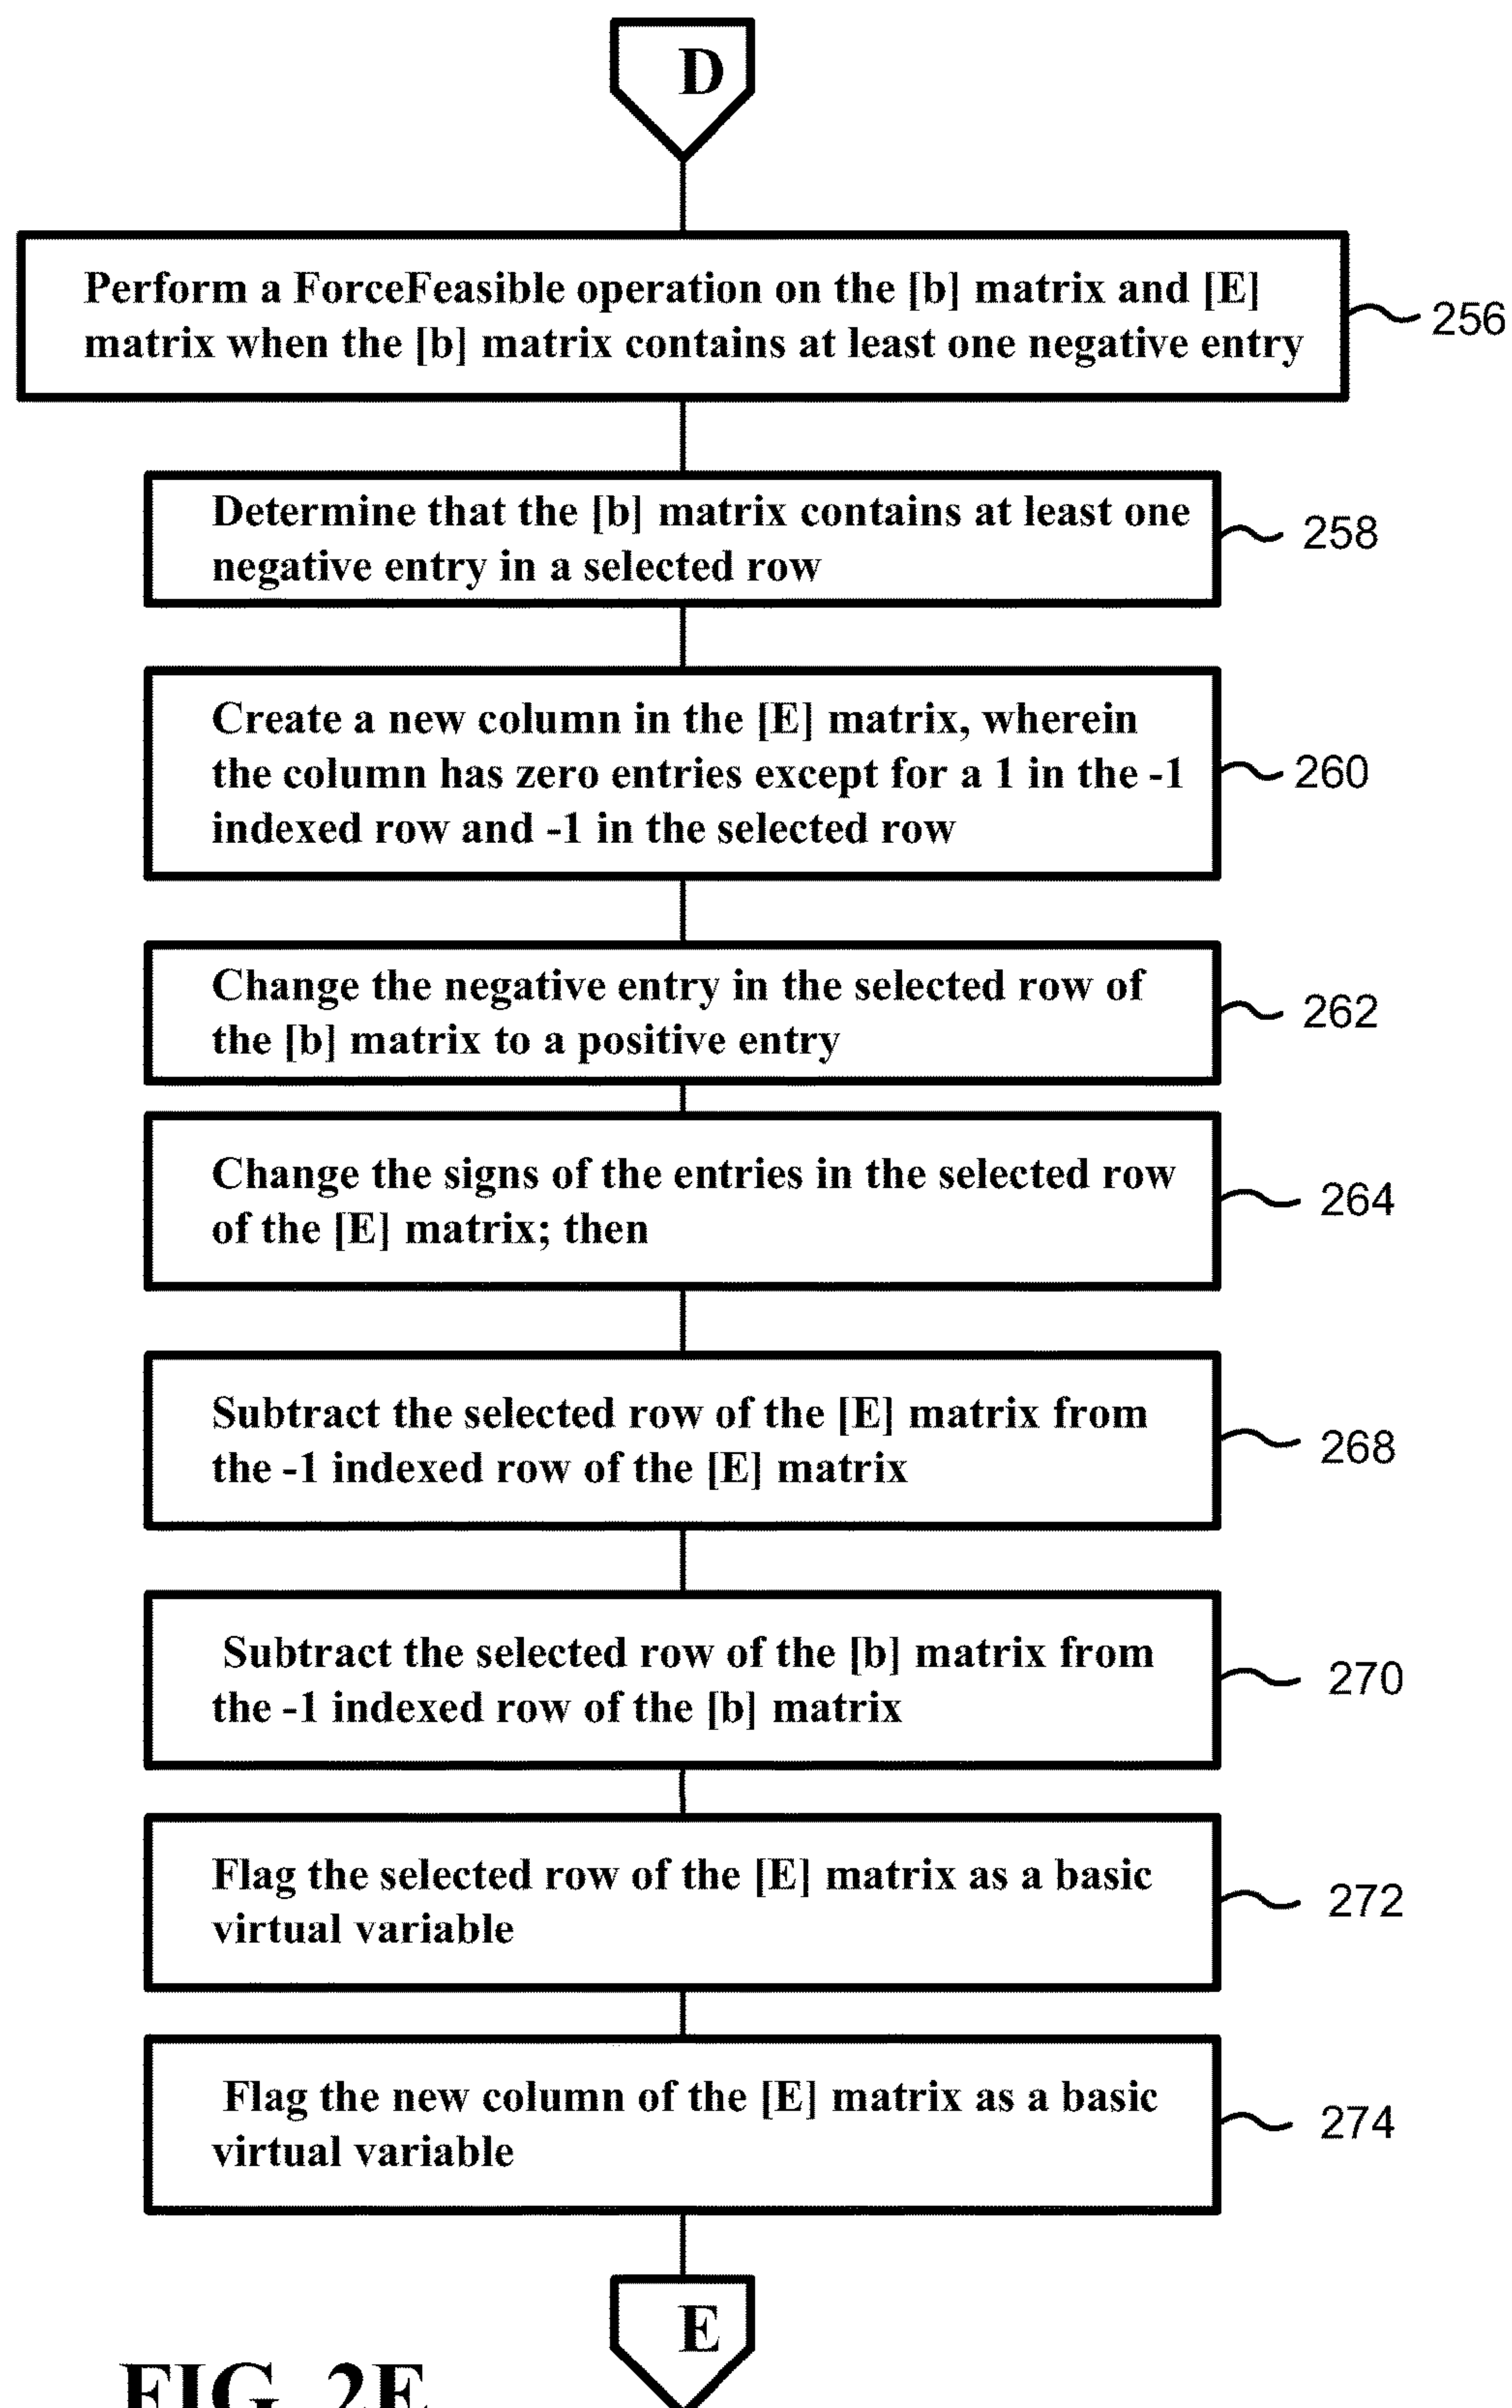 D
Perform a ForceFeasible operation on the [b] matrix and [E]
matrix when the [b] matrix contains at least one negative entry
256
Determine that the [b] matrix contains at least one
negative entry in a selected row
258
Create a new column in the [E] matrix, wherein
the column has zero entries except for a 1 in the -1
indexed row and -1 in the selected row
260
Change the negative entry in the selected row of
the [b] matrix to a positive entry
262
Change the signs of the entries in the selected row
of the [E] matrix; then
264
Subtract the selected row of the [E] matrix from
the -1 indexed row of the [E] matrix
268
Subtract the selected row of the [b] matrix from
the -1 indexed row of the [b] matrix
270
Flag the selected row of the [E] matrix as a basic
virtual variable
272
Flag the new column of the [E] matrix as a basic
virtual variable
274
E
FIG. 2E